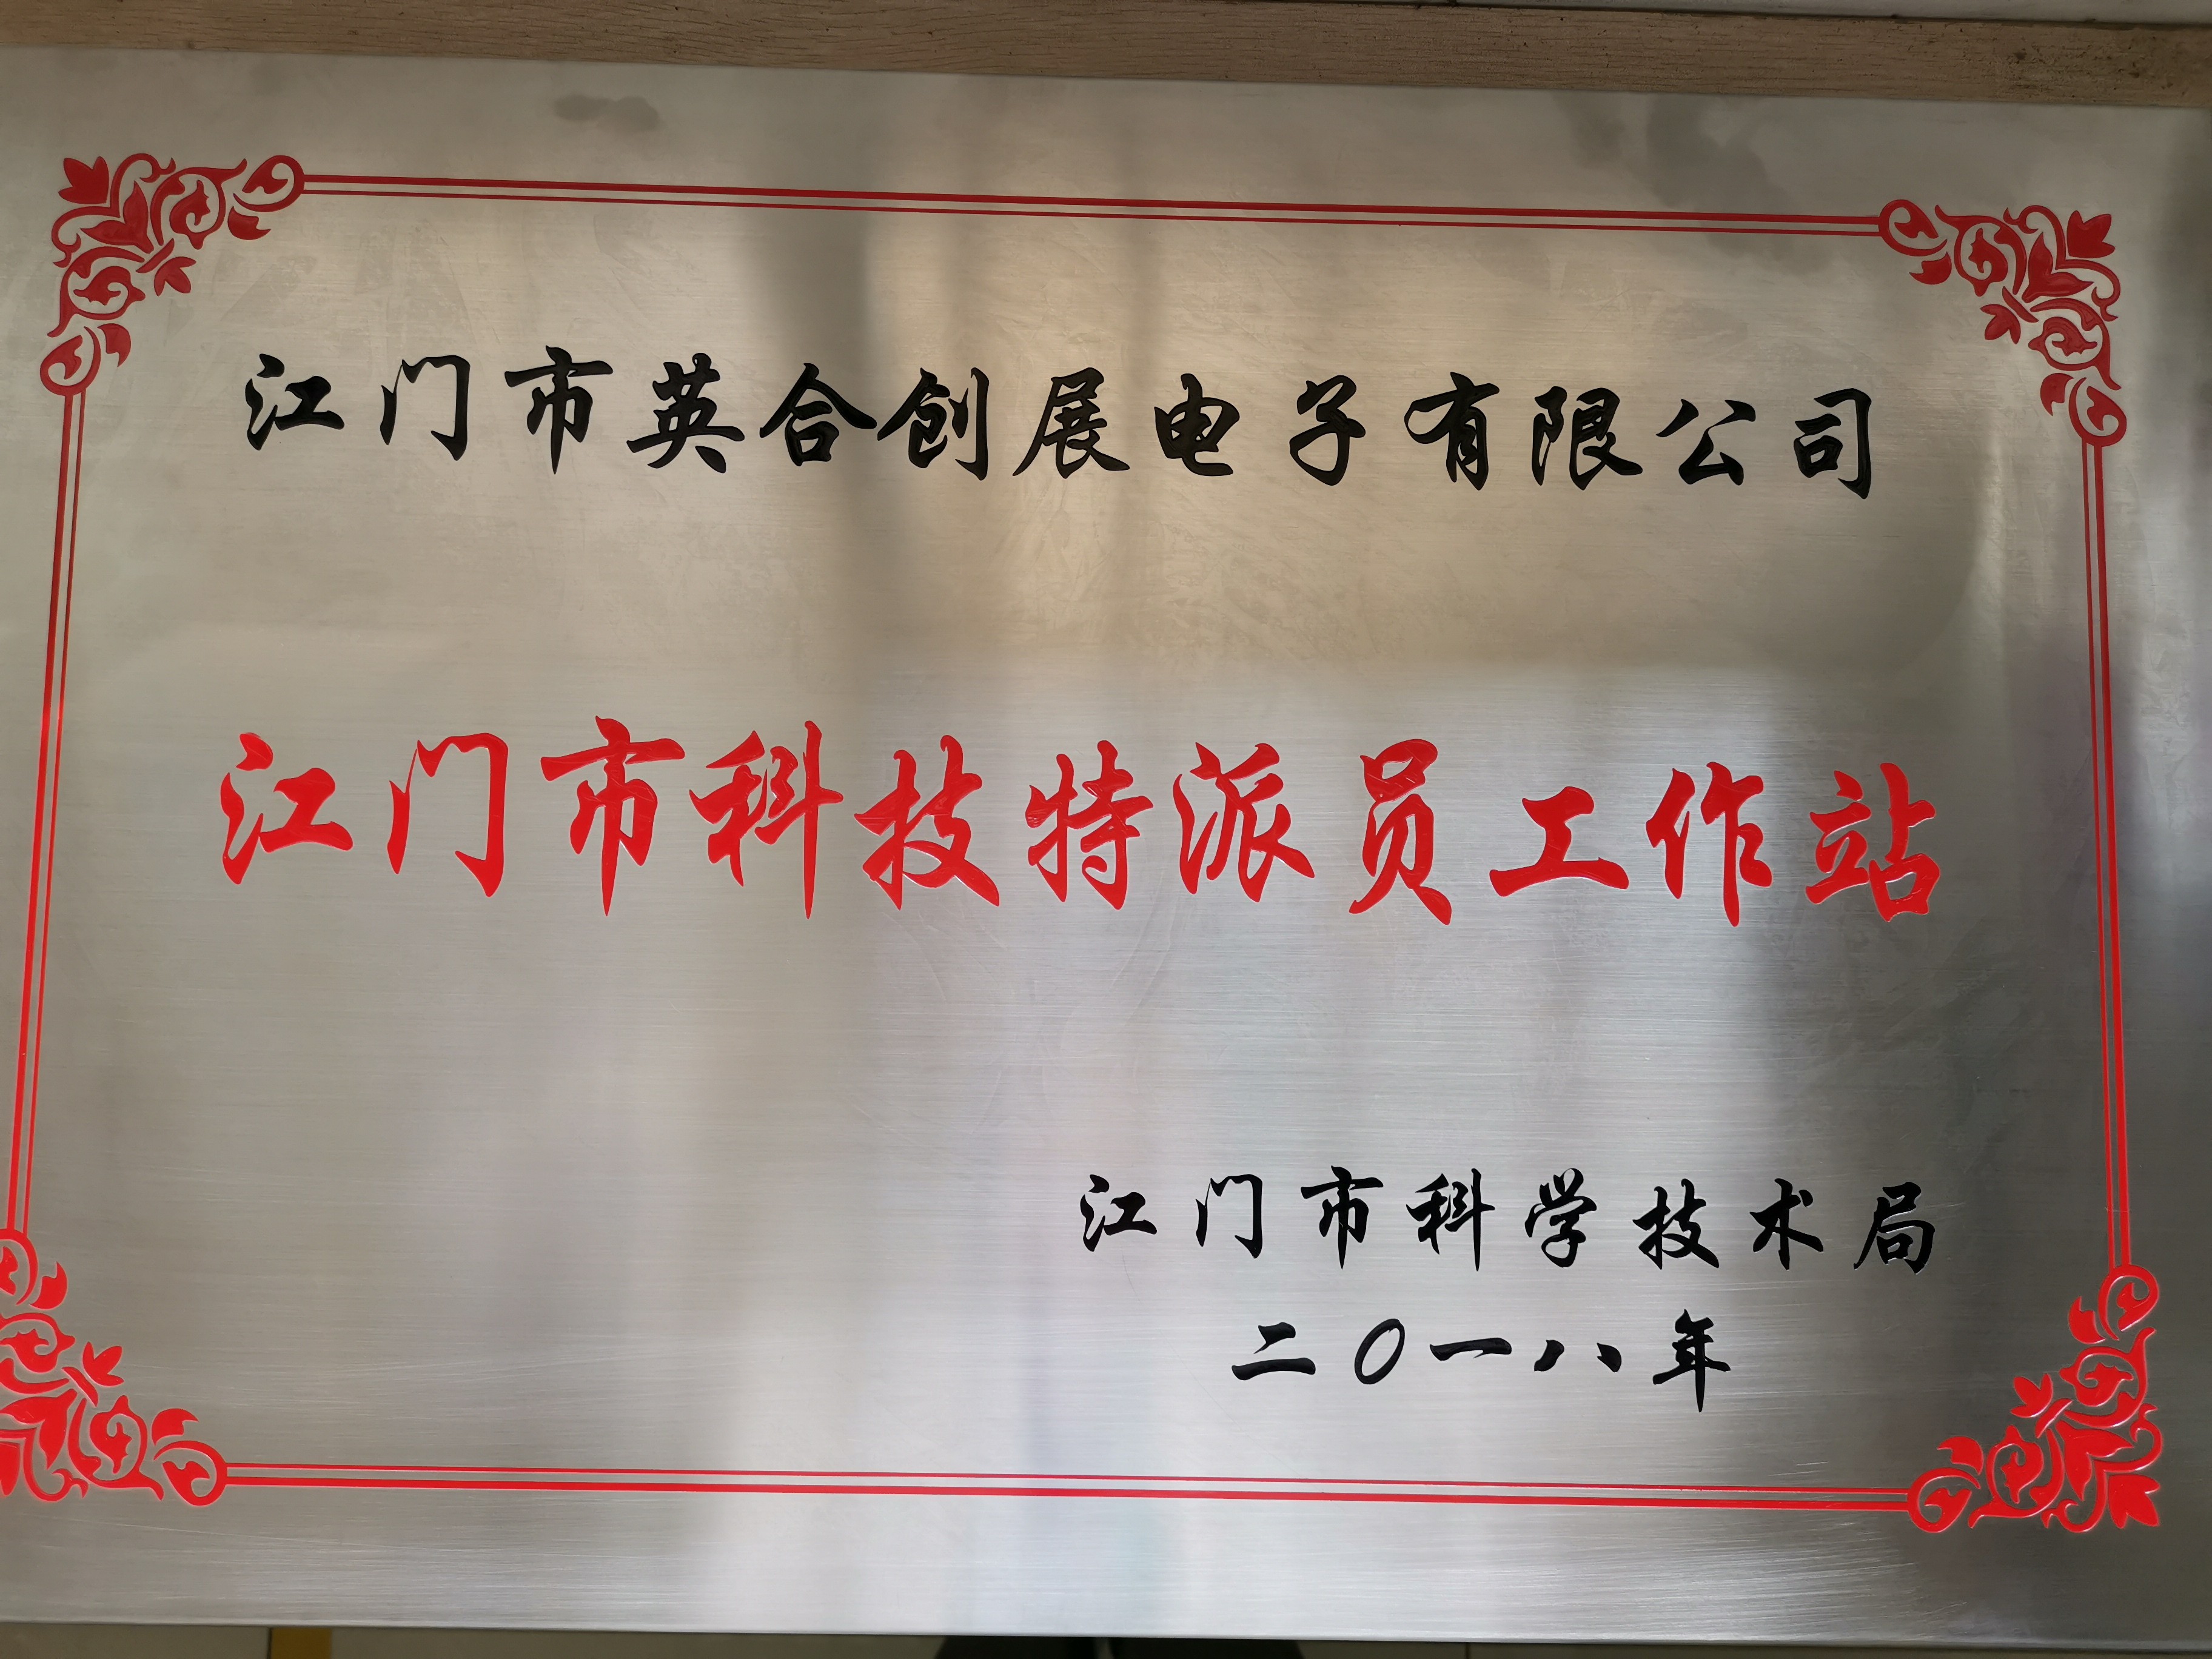 江门市英合创展电子有限公司
江门市科技特派员工作站
江门市科学技术局
二〇一八年